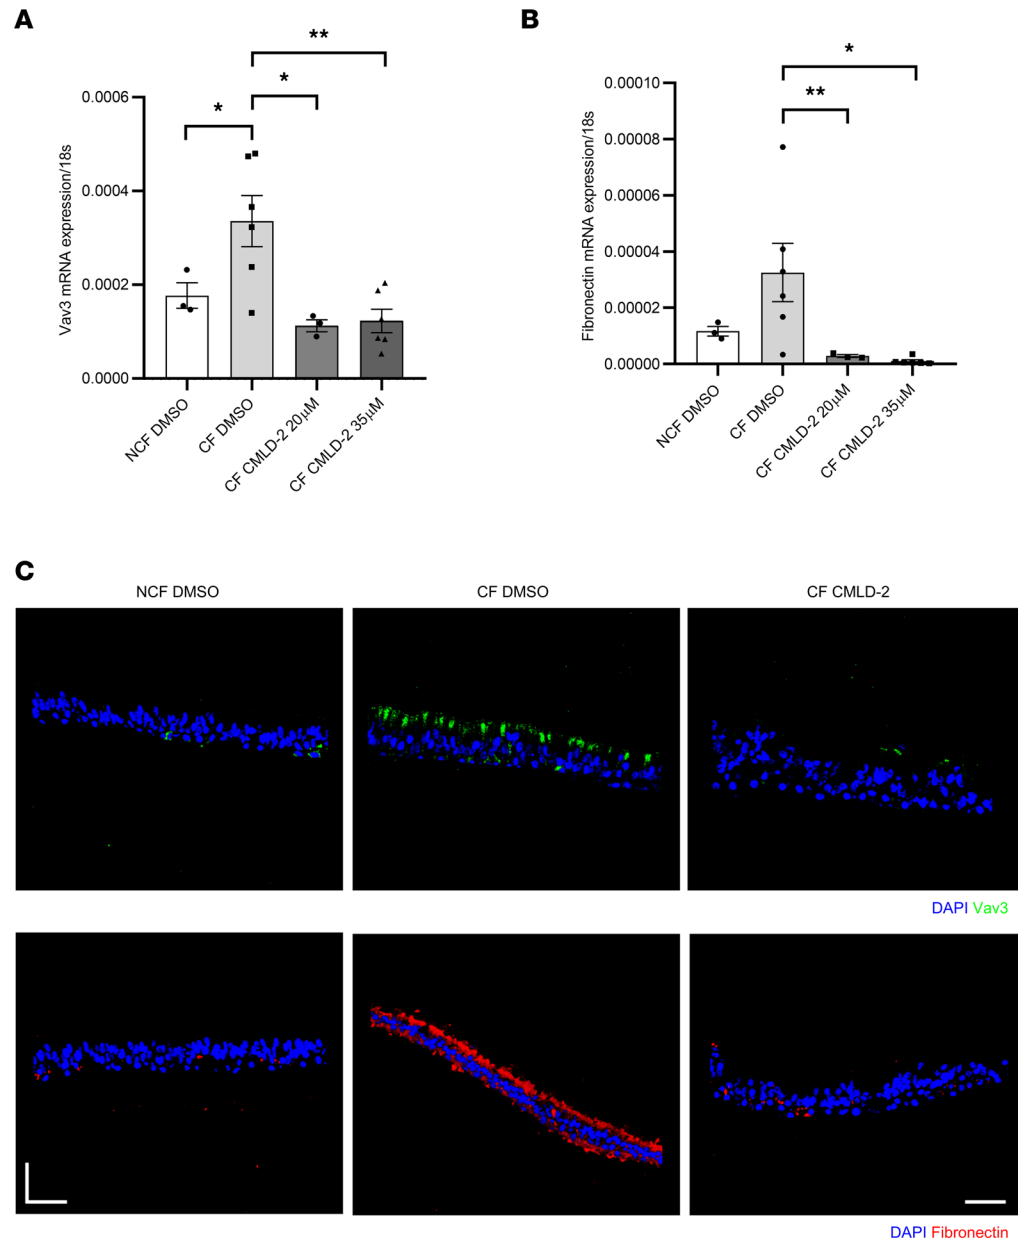 A
B
**
*
*
Vav3 mRNA expression/18s
0.0006
0.0004
0.0002
0.0000
NCF DMSO
CF DMSO
CF CMLD-2 20µM
CF CMLD-2 35µM
*
**
Fibronectin mRNA expression/18s
0.00010
0.00008
0.00006
0.00004
0.00002
0.00000
NCF DMSO
CF DMSO
CF CMLD-2 20µM
CF CMLD-2 35µM
C
NCF DMSO
CF DMSO
CF CMLD-2
DAPI Vav3
DAPI Fibronectin